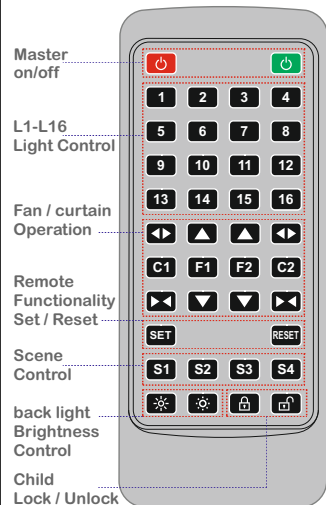 Master
on/off
1 2 3 4
L1-L16
Light Control
5 6 7 8
9 10 11 12
13 14 15 16
Fan / curtain
Operation
C1 F1 F2 C2
Remote
Functionality
Set / Reset
SET RESET
Scene
Control
S1 S2 S3 S4
back light
Brightness
Control
Child
Lock / Unlock